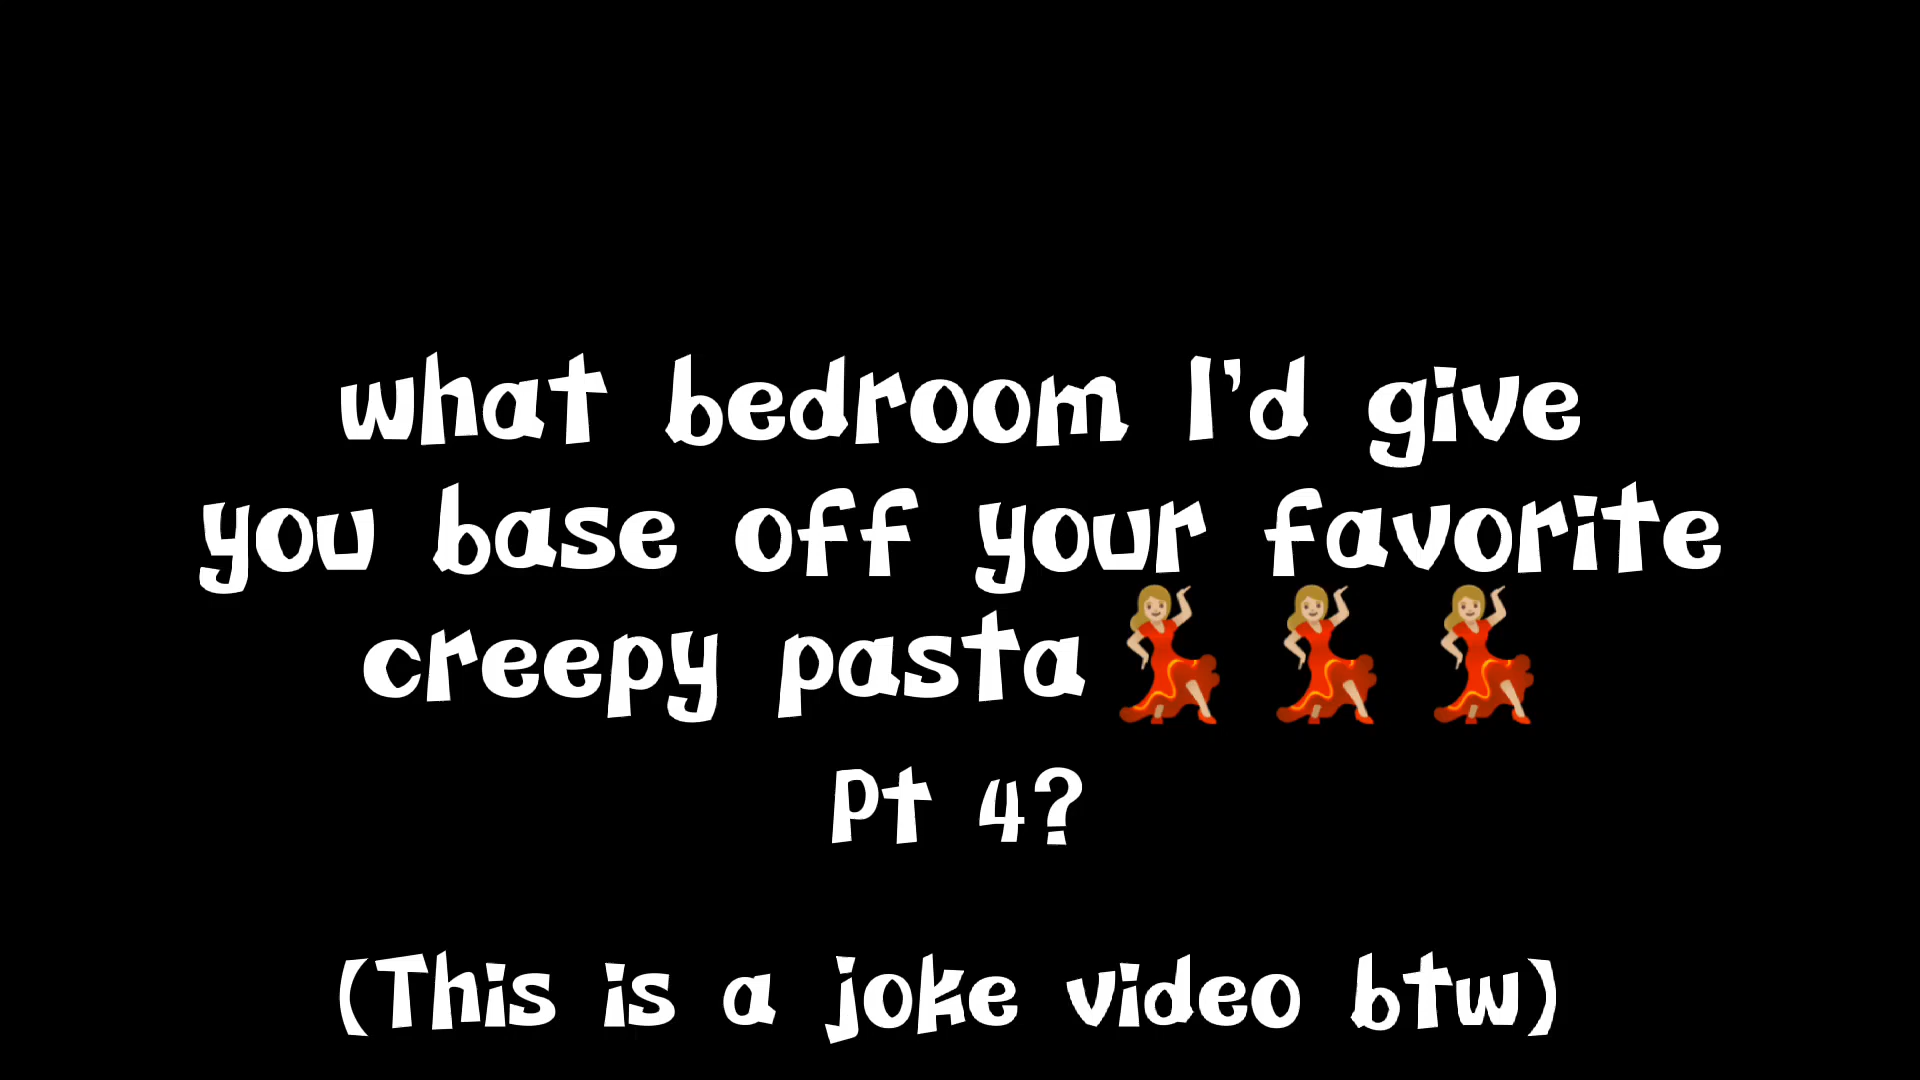 what bedroom I'd give
you base off your favorite
creepy pasta💃🏼💃🏼💃🏼
Pt 4?
(This is a joke video btw)